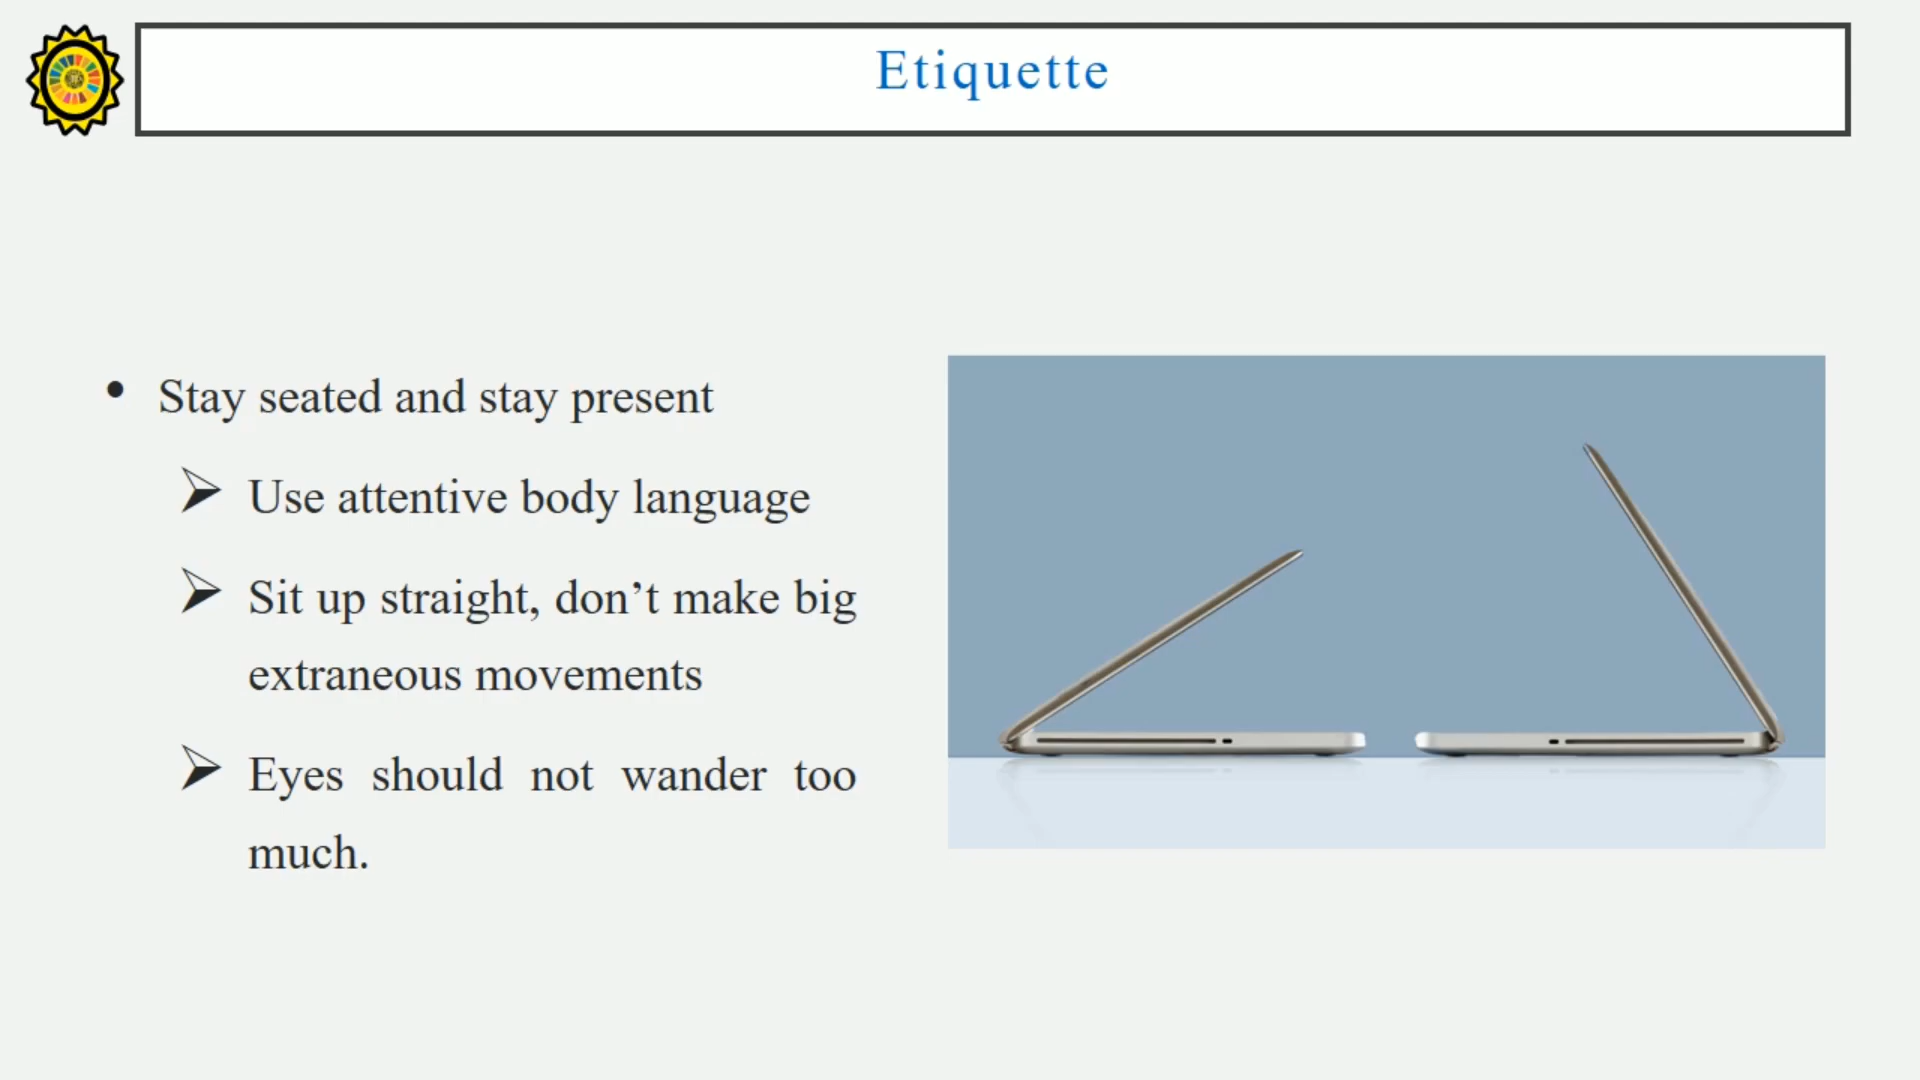 Etiquette
• Stay seated and stay present
➢ Use attentive body language
➢ Sit up straight, don’t make big
extraneous movements
➢ Eyes should not wander too
much.